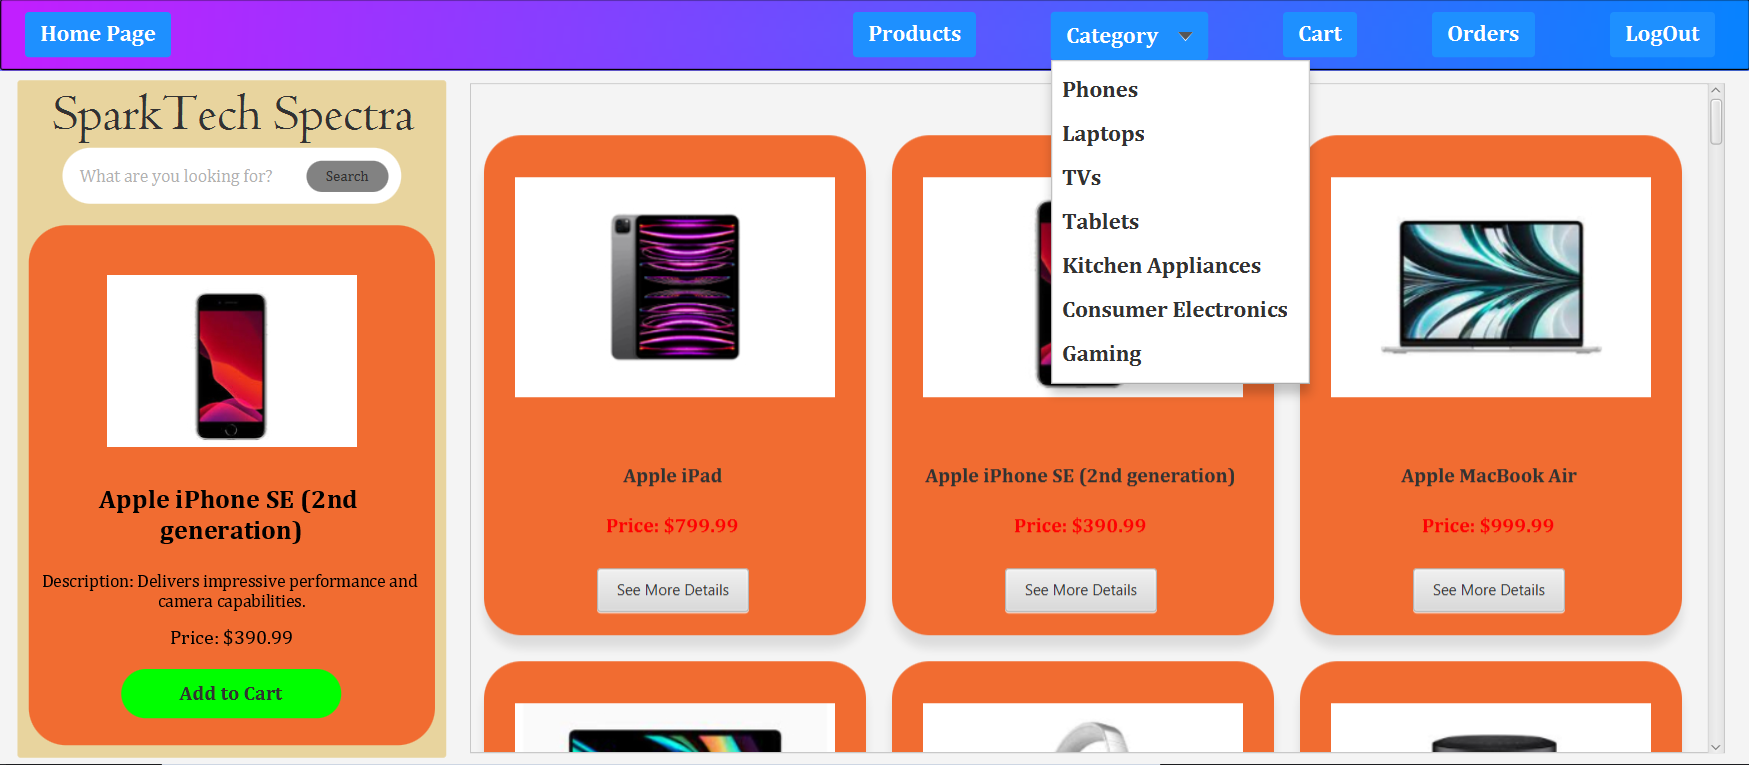 Home Page
Products
Category
Cart
Orders
LogOut
Phones
Laptops
TVs
Tablets
Kitchen Appliances
Consumer Electronics
Gaming
SparkTech Spectra
What are you looking for?
Search
Apple iPhone SE (2nd
generation)
Description: Delivers impressive performance and
camera capabilities.
Price: $390.99
Add to Cart
Apple iPad
Price: $799.99
See More Details
Apple iPhone SE (2nd generation)
Price: $390.99
See More Details
Apple MacBook Air
Price: $999.99
See More Details